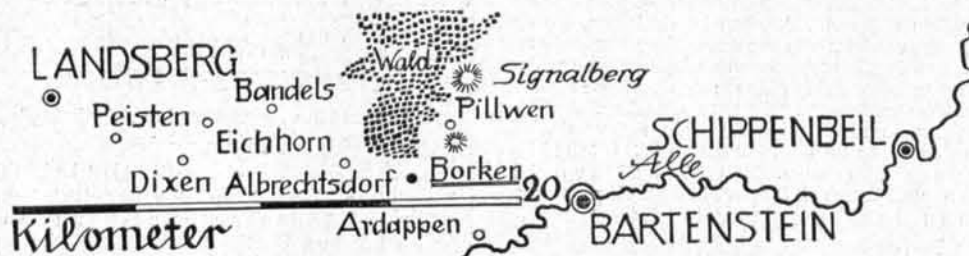 LANDSBERG
Wald
Signalberg
Bandels
Peisten
Pillwen
Eichhorn
SCHIPPENBEIL
Alle
Dixen
Albrechtsdorf
Borken
20
BARTENSTEIN
Ardappen
Kilometer